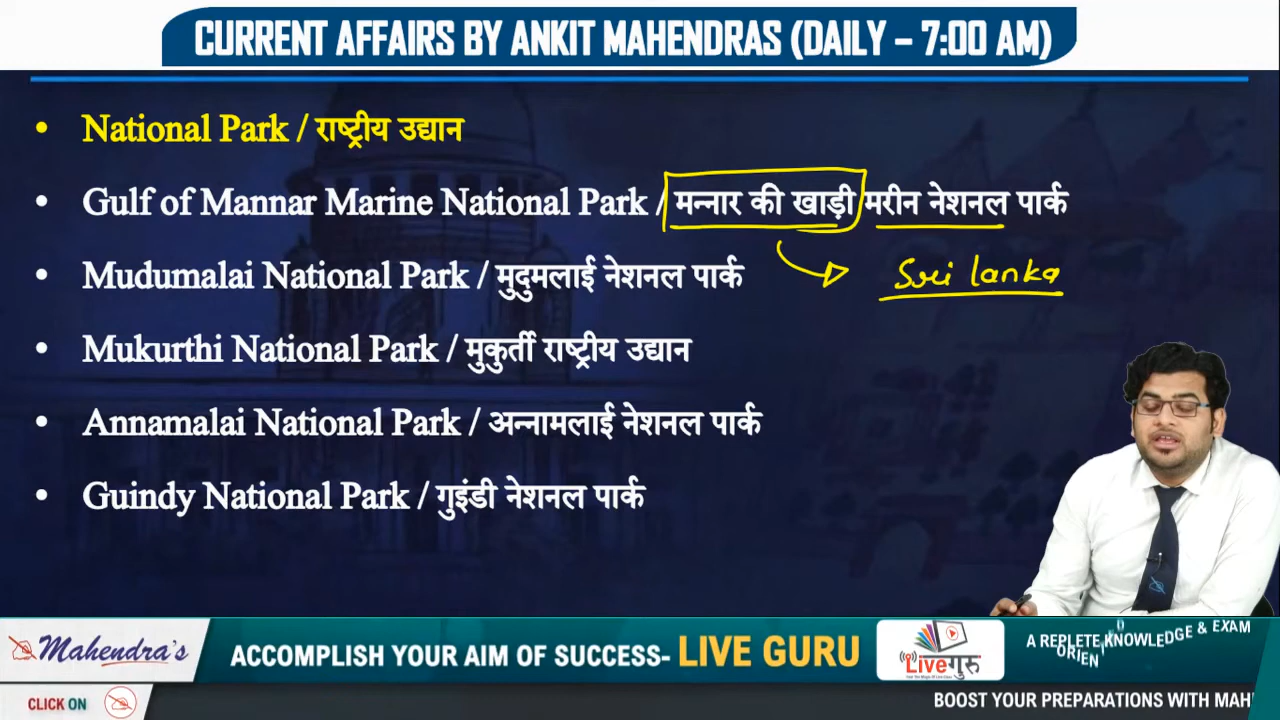 CURRENT AFFAIRS BY ANKIT MAHENDRAS (DAILY – 7:00 AM)
• National Park / राष्ट्रीय उद्यान
• Gulf of Mannar Marine National Park / मन्नार की खाड़ी मरीन नेशनल पार्क
Sri lanka
• Mudumalai National Park / मुदुमलाई नेशनल पार्क
• Mukurthi National Park / मुकुर्ती राष्ट्रीय उद्यान
• Annamalai National Park / अन्नामलाई नेशनल पार्क
• Guindy National Park / गुइंडी नेशनल पार्क
Mahendra's
ACCOMPLISH YOUR AIM OF SUCCESS- LIVE GURU
Liveगुरु
A REPLETE KNOWLEDGE & EXAM
ORIEN
CLICK ON
BOOST YOUR PREPARATIONS WITH MAH